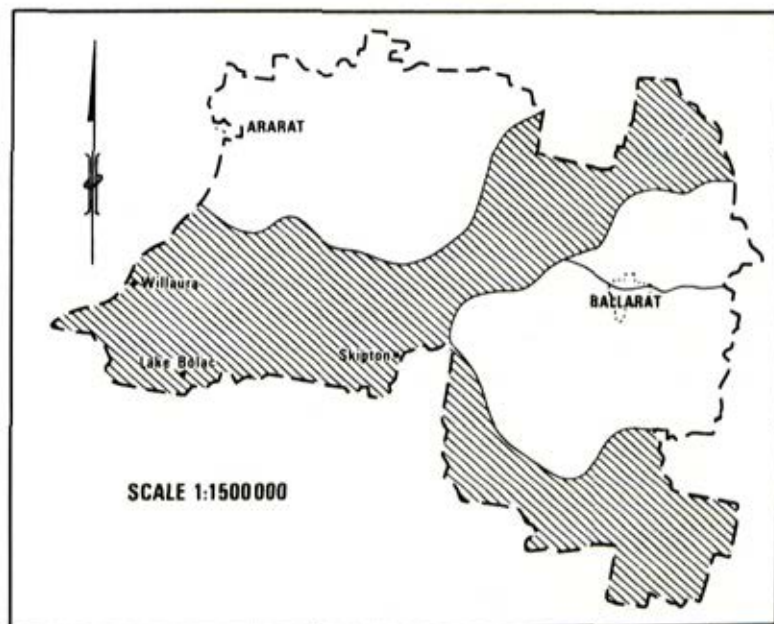 ARARAT
Willaura
BALLARAT
Skipton
Lake Bolac
SCALE 1:1500000